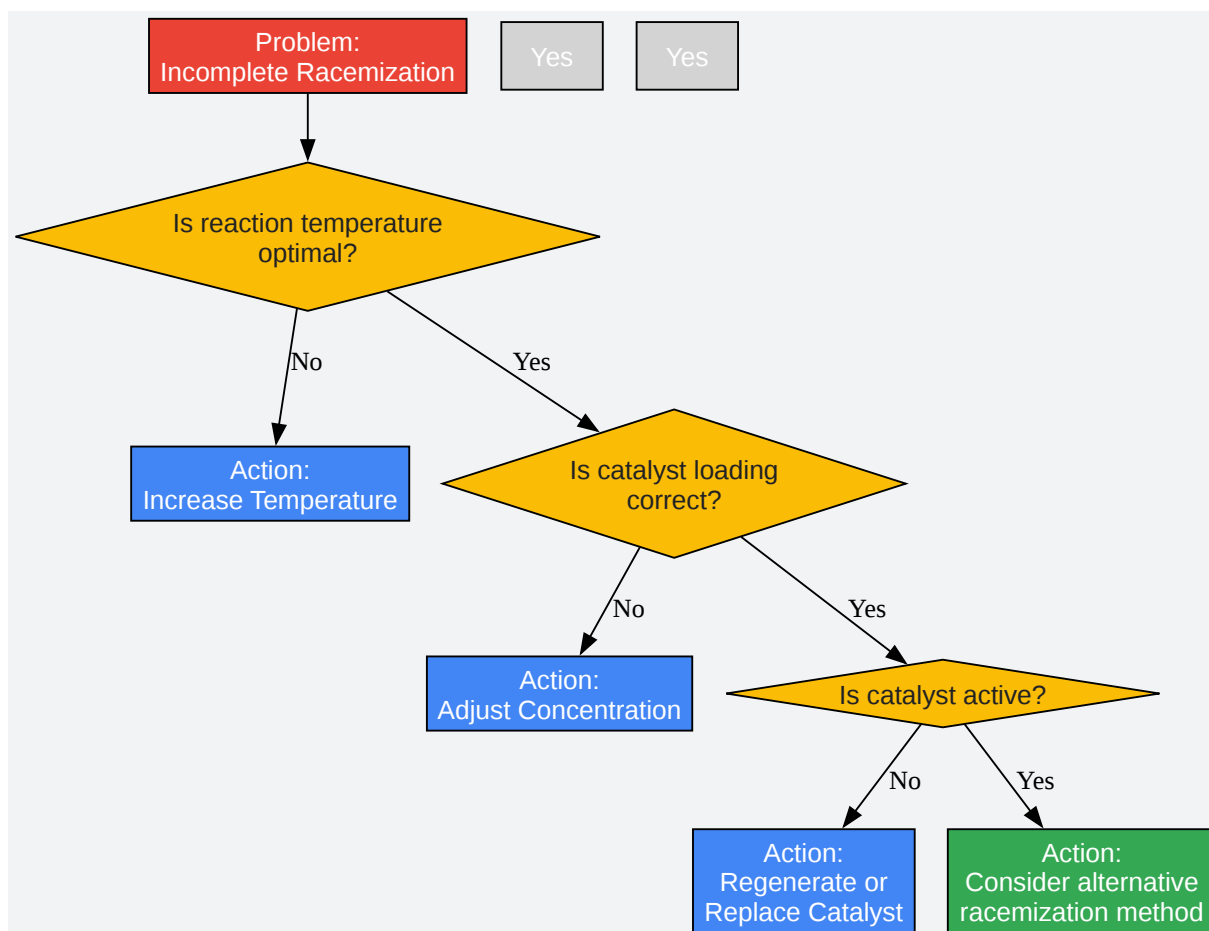 Problem:
Incomplete Racemization
Yes
Yes
Is reaction temperature
optimal?
No
Yes
Action:
Increase Temperature
Is catalyst loading
correct?
No
Yes
Action:
Adjust Concentration
Is catalyst active?
No
Yes
Action:
Regenerate or
Replace Catalyst
Action:
Consider alternative
racemization method